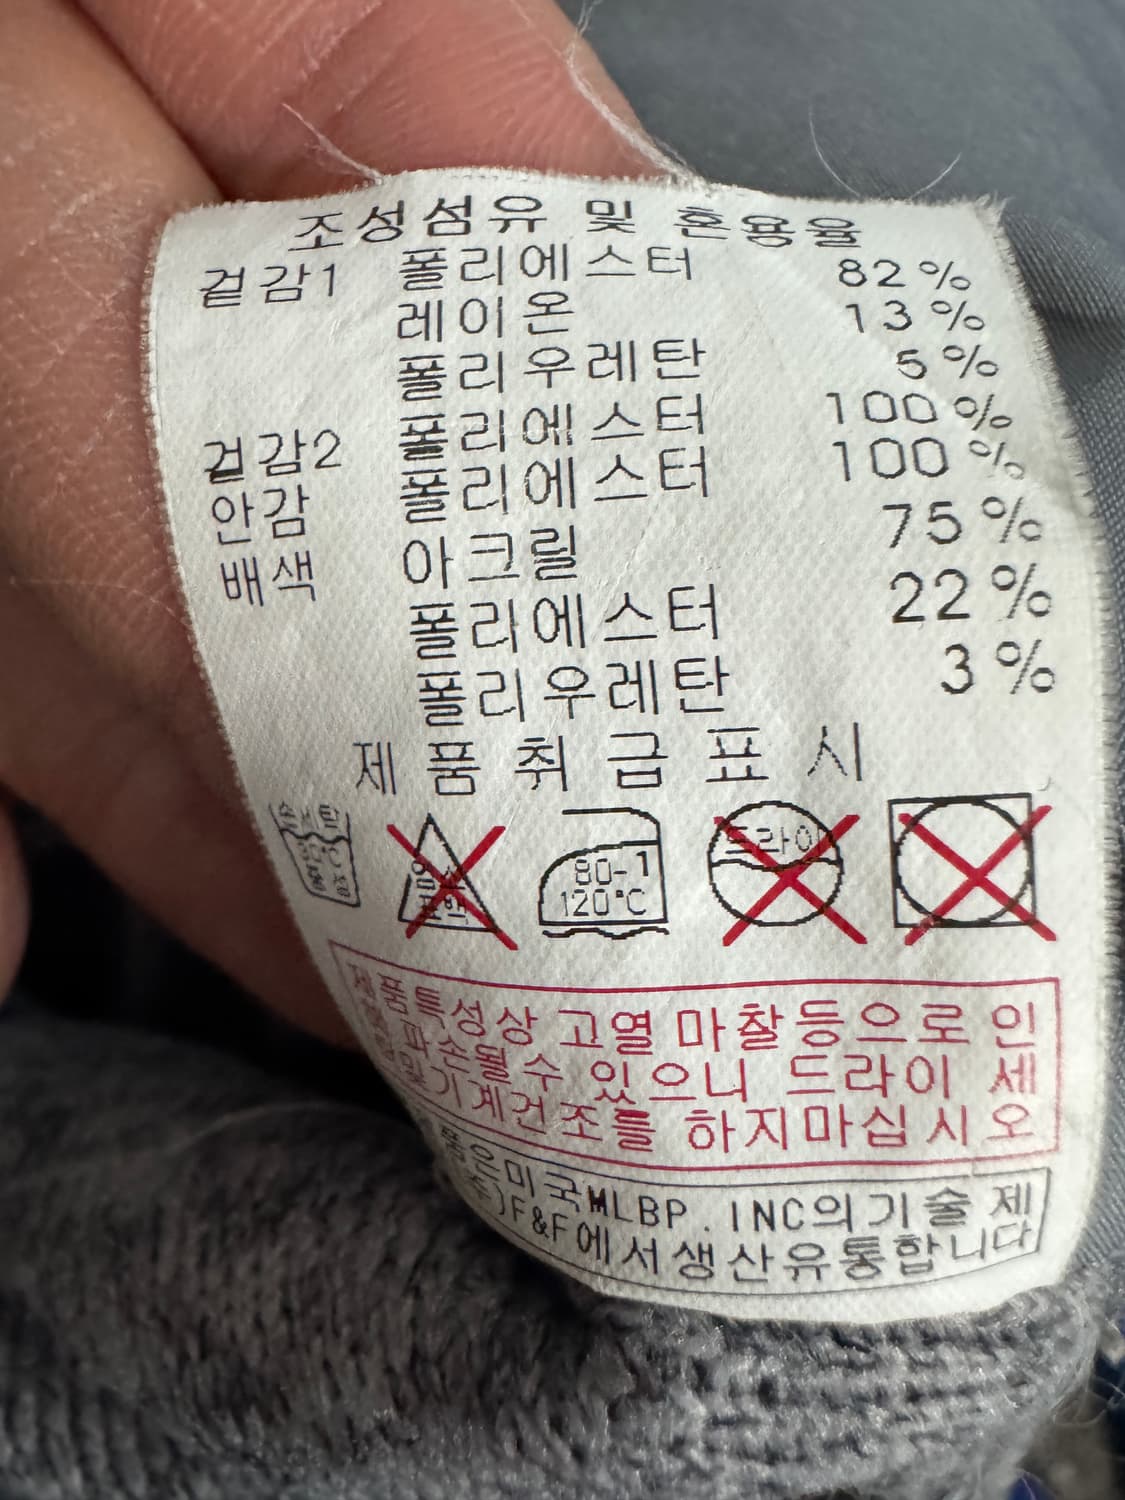 조성섬유 및 혼용율
겉감1 폴리에스터 82%
레이온 13%
폴리우레탄 5%
겉감2 폴리에스터 100%
안감 폴리에스터 100%
배색 아크릴 75%
폴리에스터 22%
폴리우레탄 3%
제품취급표시
손세탁
80-1
120℃
드라이
제품특성상 고열 마찰등으로 인
파손될수 있으니 드라이 세
및 기계건조를 하지마십시오
품은미국MLBP.INC의기술제
주)F&F에서생산유통합니다